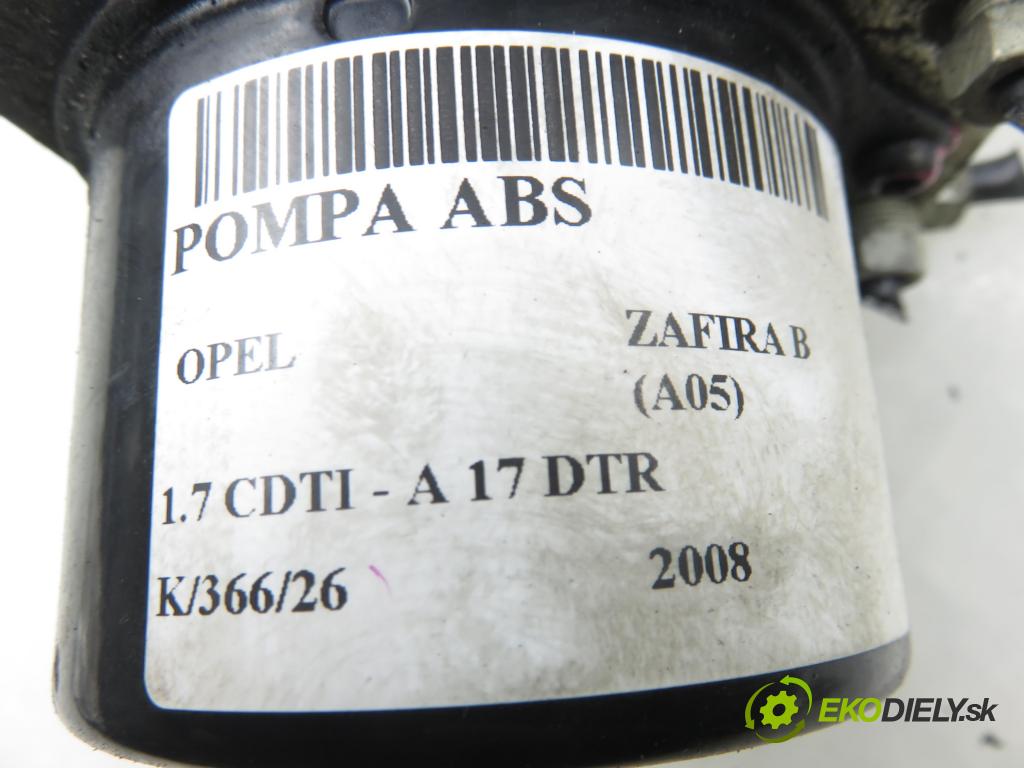 POMPA ABS
OPEL ZAFIRA B
(A05)
1.7 CDTI - A 17 DTR
K/366/26 2008
EKODIELY.sk